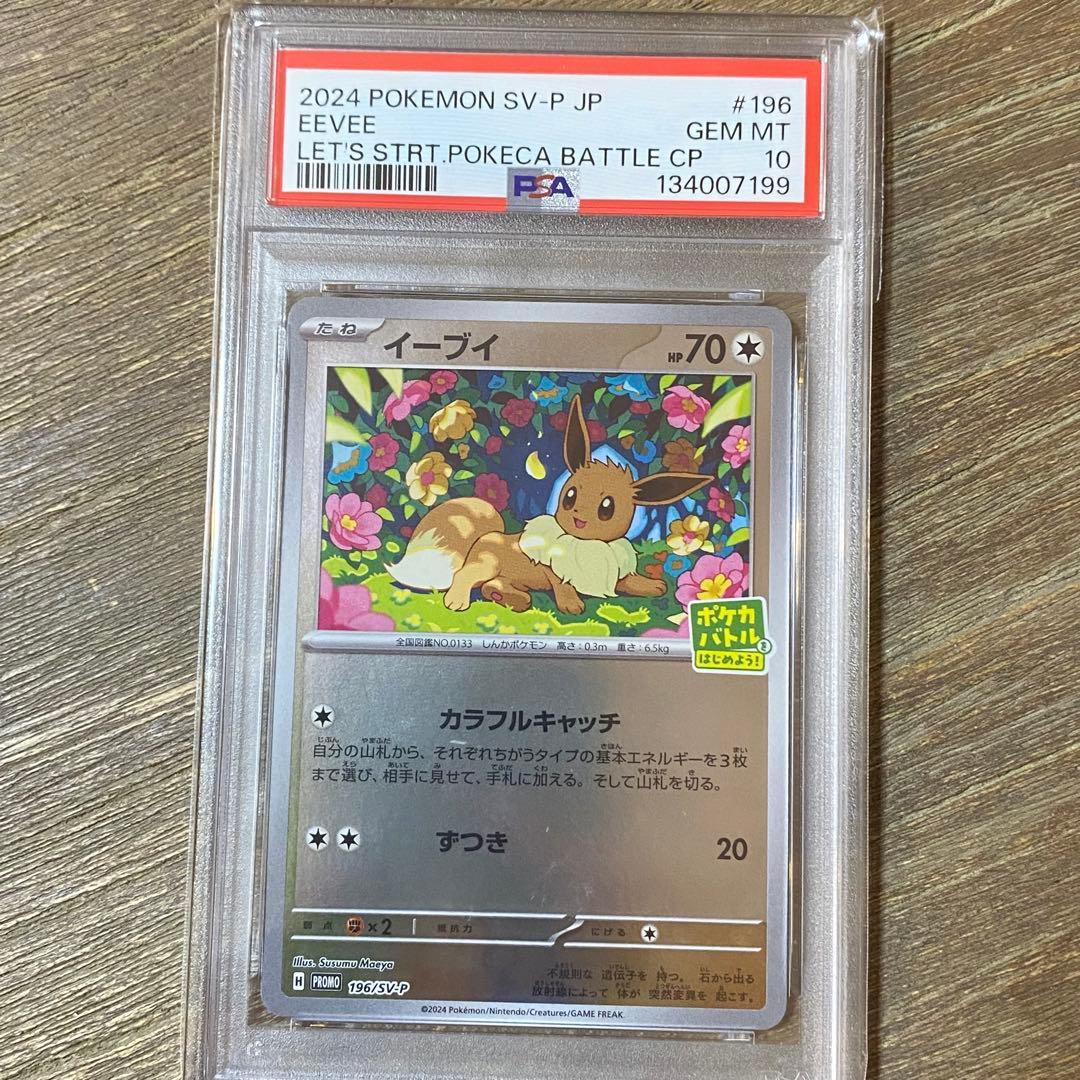 2024 POKEMON SV-P JP #196
EEVEE GEM MT
LET'S STRT.POKECA BATTLE CP 10
PSA 134007199
たね イーブイ HP 70
ポケカ
バトルを
はじめよう!
全国図鑑NO.0133 しんかポケモン 高さ:0.3m 重さ:6.5kg
カラフルキャッチ
自分の山札から、それぞれちがうタイプの基本エネルギーを3枚
まで選び、相手に見せて、手札に加える。そして山札を切る。
ずつき 20
弱点 ×2 抵抗力 にげる
Illus. Susumu Maeya
不規則な 遺伝子を 持つ。 石から出る
H PROMO 196/SV-P 放射線によって 体が 突然変異を 起こす。
©2024 Pokémon/Nintendo/Creatures/GAME FREAK